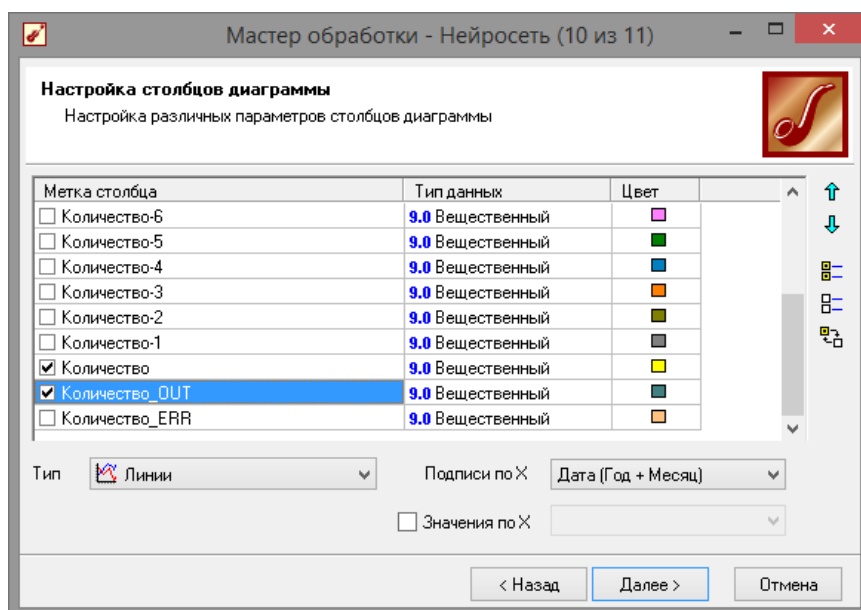 Мастер обработки - Нейросеть (10 из 11)
Настройка столбцов диаграммы
Настройка различных параметров столбцов диаграммы
Метка столбца Тип данных Цвет
Количество-6 9.0 Вещественный
Количество-5 9.0 Вещественный
Количество-4 9.0 Вещественный
Количество-3 9.0 Вещественный
Количество-2 9.0 Вещественный
Количество-1 9.0 Вещественный
Количество 9.0 Вещественный
Количество_OUT 9.0 Вещественный
Количество_ERR 9.0 Вещественный
Тип Линии Подписи по X Дата (Год + Месяц)
Значения по X
< Назад Далее > Отмена